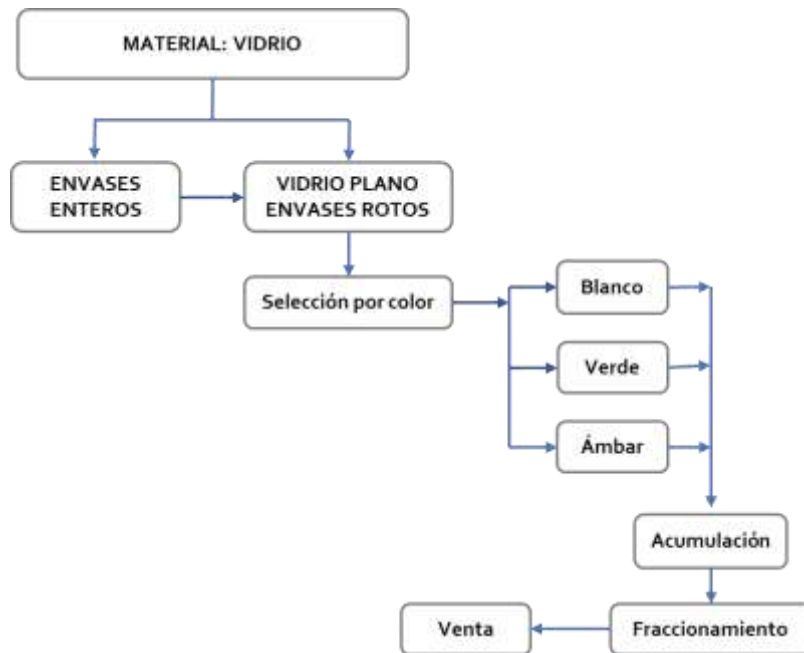 MATERIAL: VIDRIO
ENVASES
ENTEROS
VIDRIO PLANO
ENVASES ROTOS
Selección por color
Blanco
Verde
Ámbar
Acumulación
Fraccionamiento
Venta